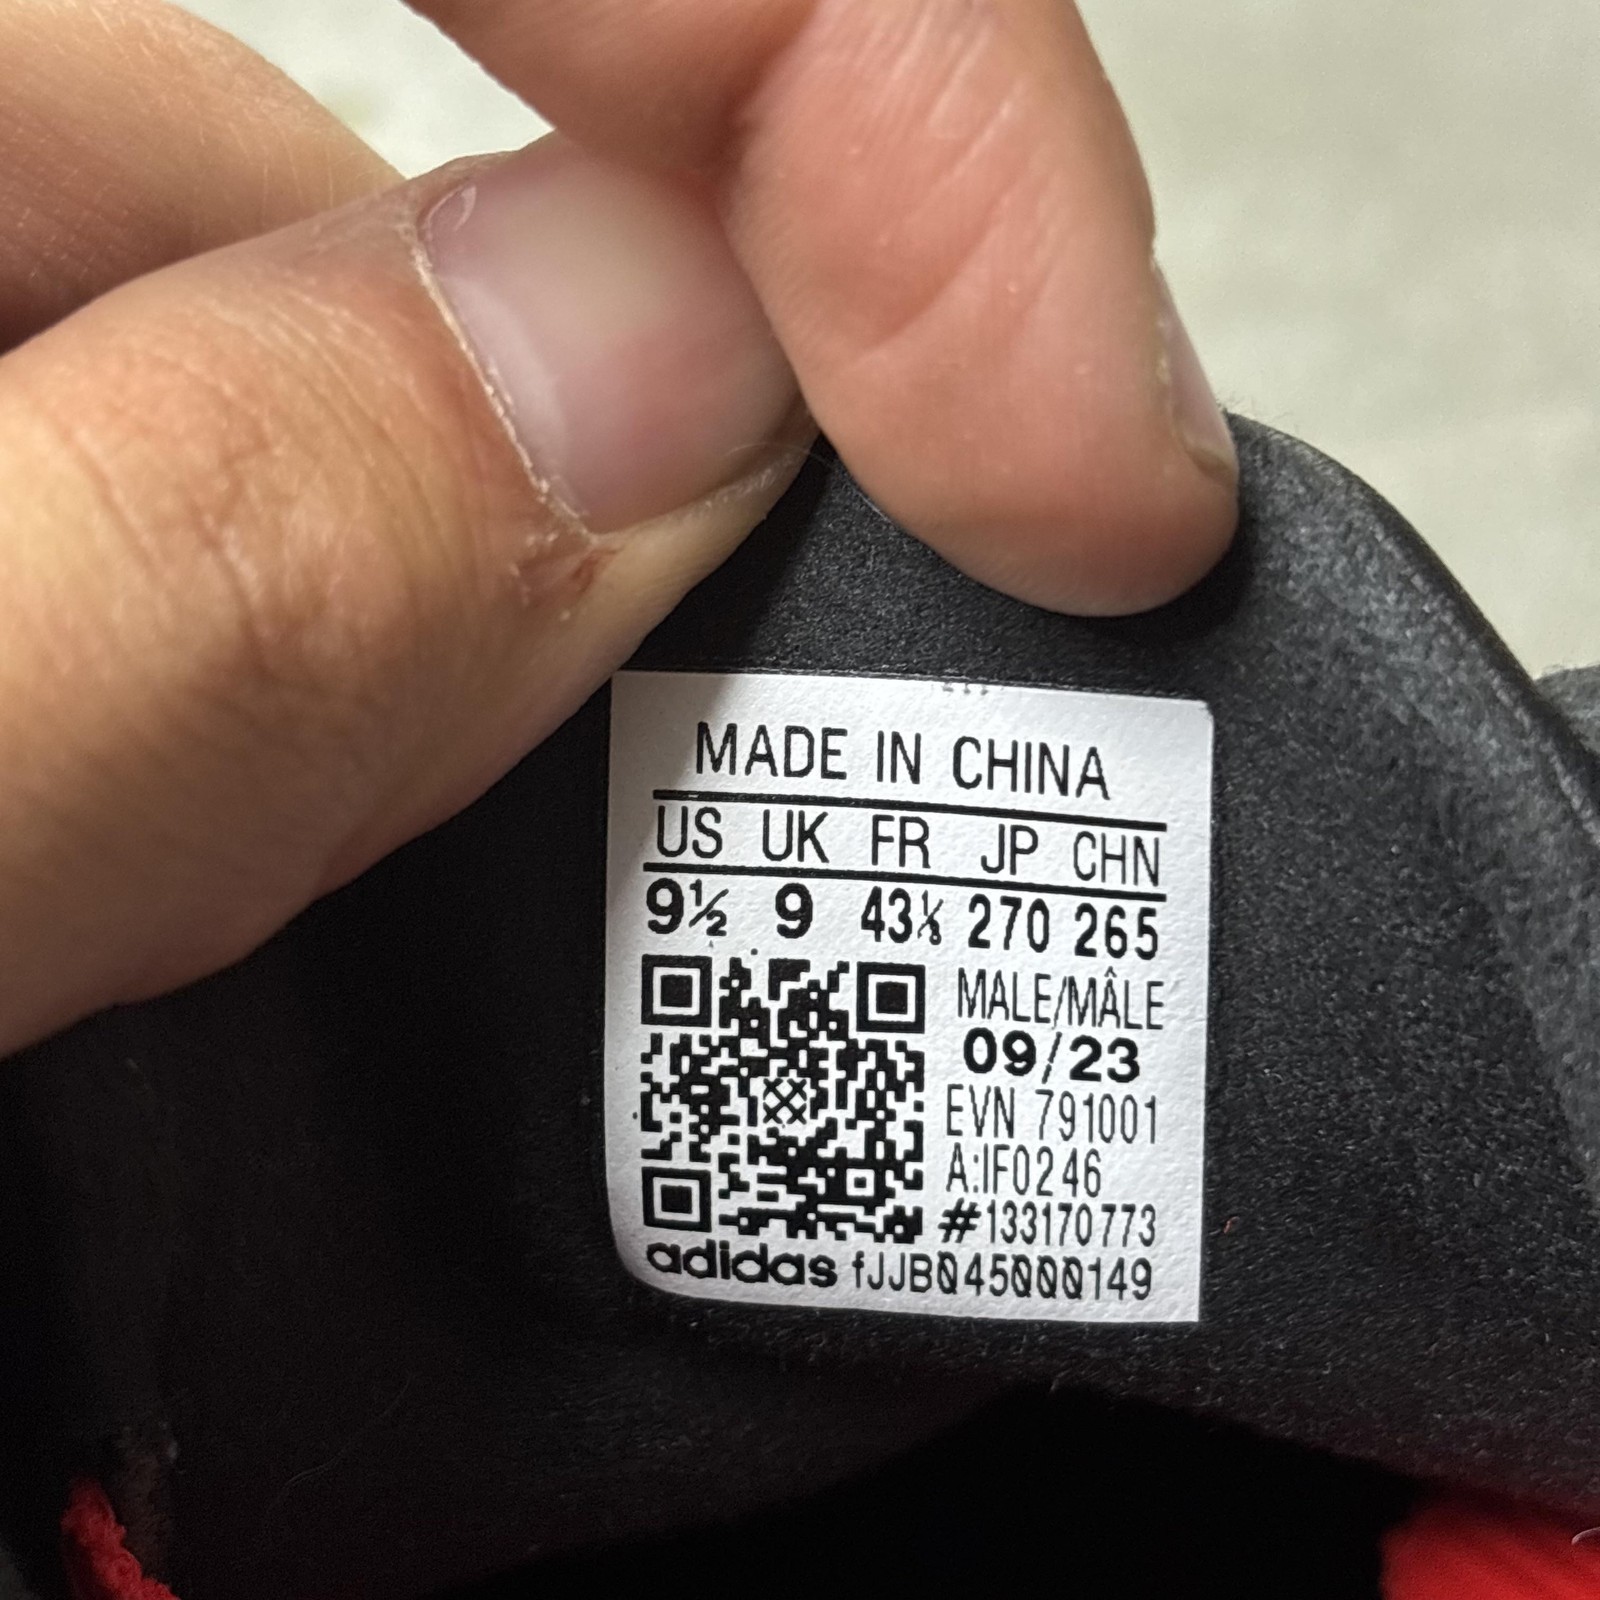 MADE IN CHINA
US UK FR JP CHN
9½ 9 43⅓ 270 265
MALE/MÂLE
09/23
EVN 791001
A:IF0246
#133170773
adidas fJJB045000149